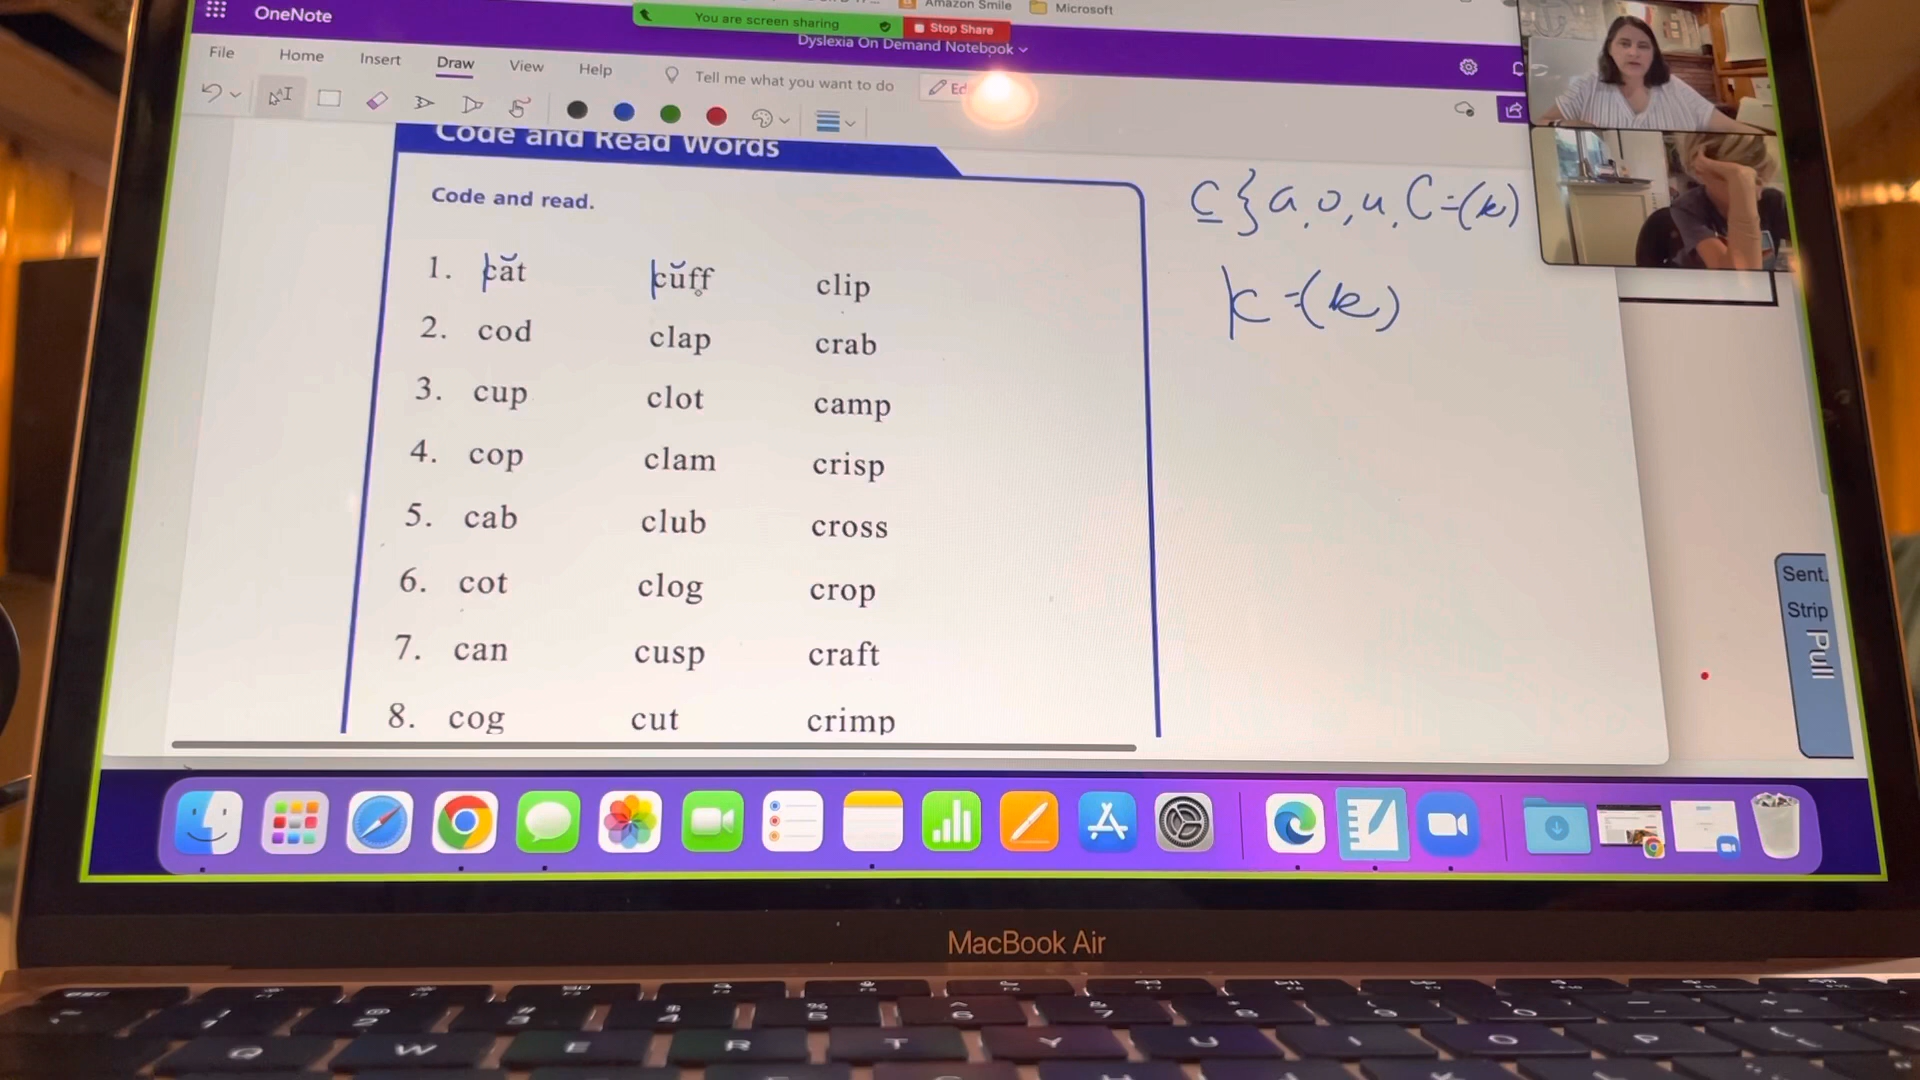 Amazon Smile Microsoft
OneNote
You are screen sharing Stop Share
Dyslexia On Demand Notebook
File Home Insert Draw View Help Tell me what you want to do
Code and Read Words
Code and read.
1. căt cŭff clip
2. cod clap crab
3. cup clot camp
4. cop clam crisp
5. cab club cross
6. cot clog crop
7. can cusp craft
8. cog cut crimp
c } a, o, u, C = (k)
c = (k)
Sent.
Strip
Pull
MacBook Air
esc
Q W E R T Y U I O P